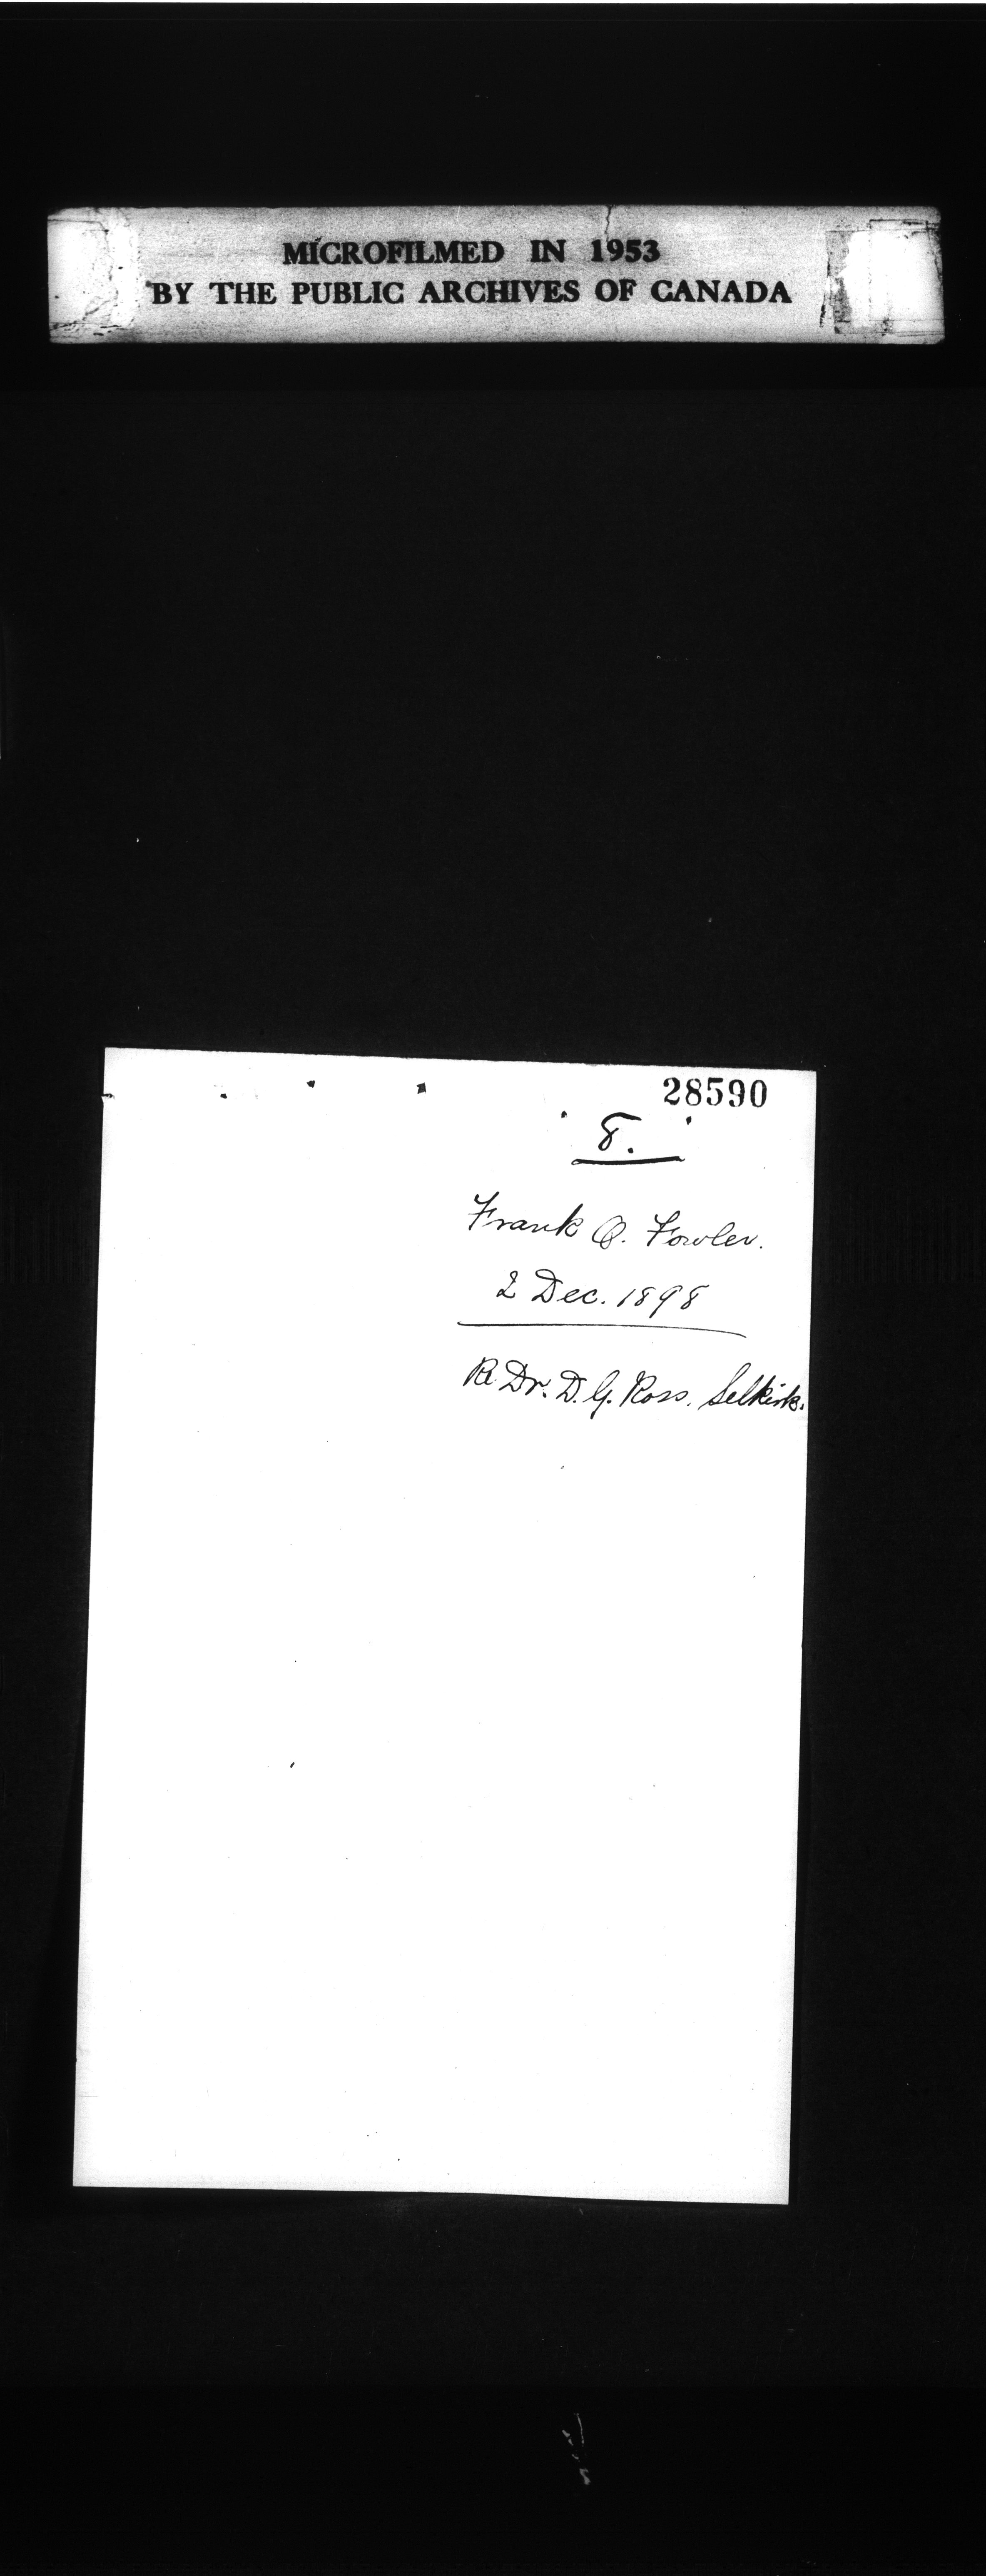 MICROFILMED IN 1953
BY THE PUBLIC ARCHIVES OF CANADA
28590
8.
Frank O. Fowler.
2 Dec. 1898
Re Dr. D. G. Ross, Selkirk.